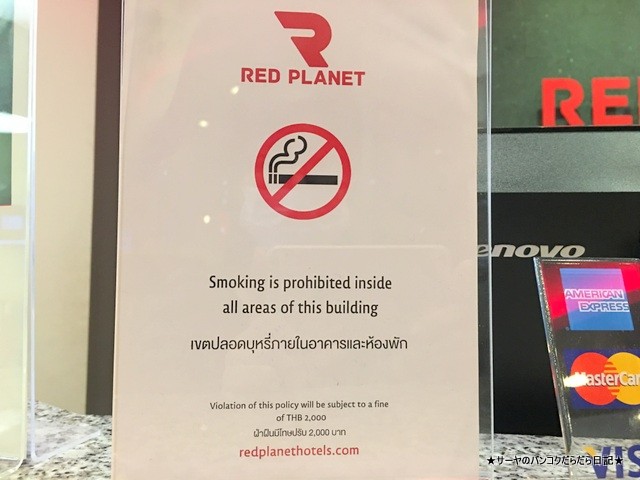 RED PLANET
Smoking is prohibited inside
all areas of this building
เขตปลอดบุหรี่ภายในอาคารและห้องพัก
Violation of this policy will be subject to a fine
of THB 2,000
ฝ่าฝืนมีโทษปรับ 2,000 บาท
redplanethotels.com
RE
enovo
AMERICAN
EXPRESS
MasterCar
VIS
★サーヤのバンコクだらだら日記★